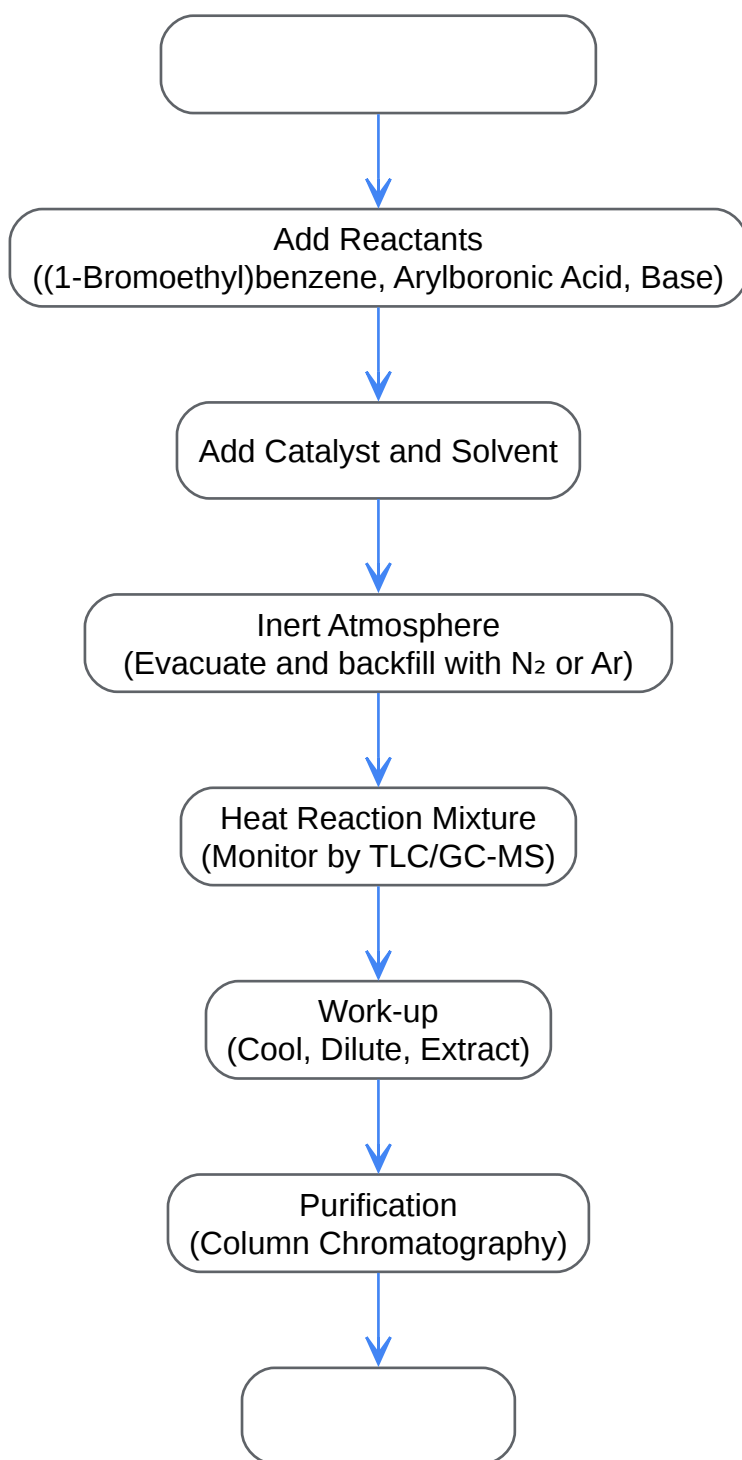 Add Reactants
((1-Bromoethyl)benzene, Arylboronic Acid, Base)
Add Catalyst and Solvent
Inert Atmosphere
(Evacuate and backfill with N₂ or Ar)
Heat Reaction Mixture
(Monitor by TLC/GC-MS)
Work-up
(Cool, Dilute, Extract)
Purification
(Column Chromatography)